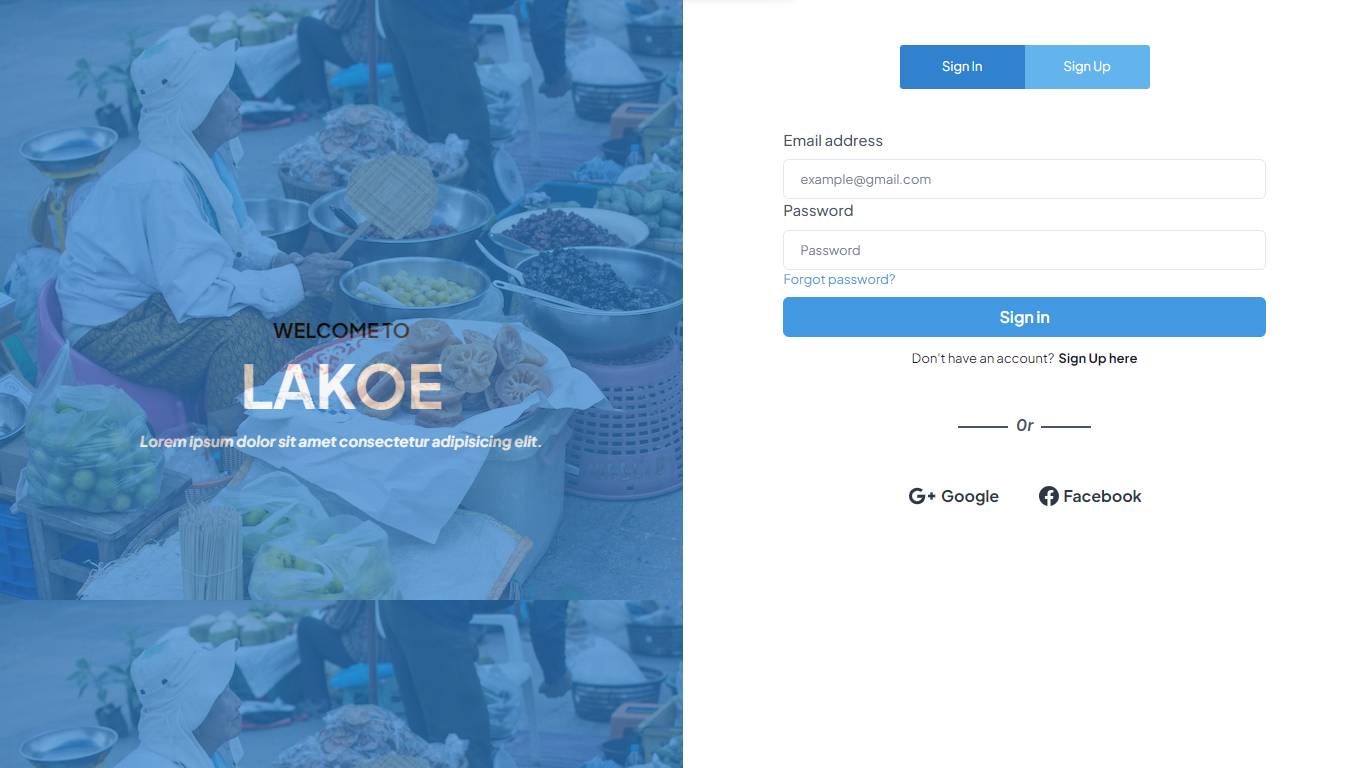 WELCOME TO
LAKOE
Lorem ipsum dolor sit amet consectetur adipisicing elit.
Sign In
Sign Up
Email address
example@gmail.com
Password
Password
Forgot password?
Sign in
Don't have an account? Sign Up here
Or
Google
Facebook